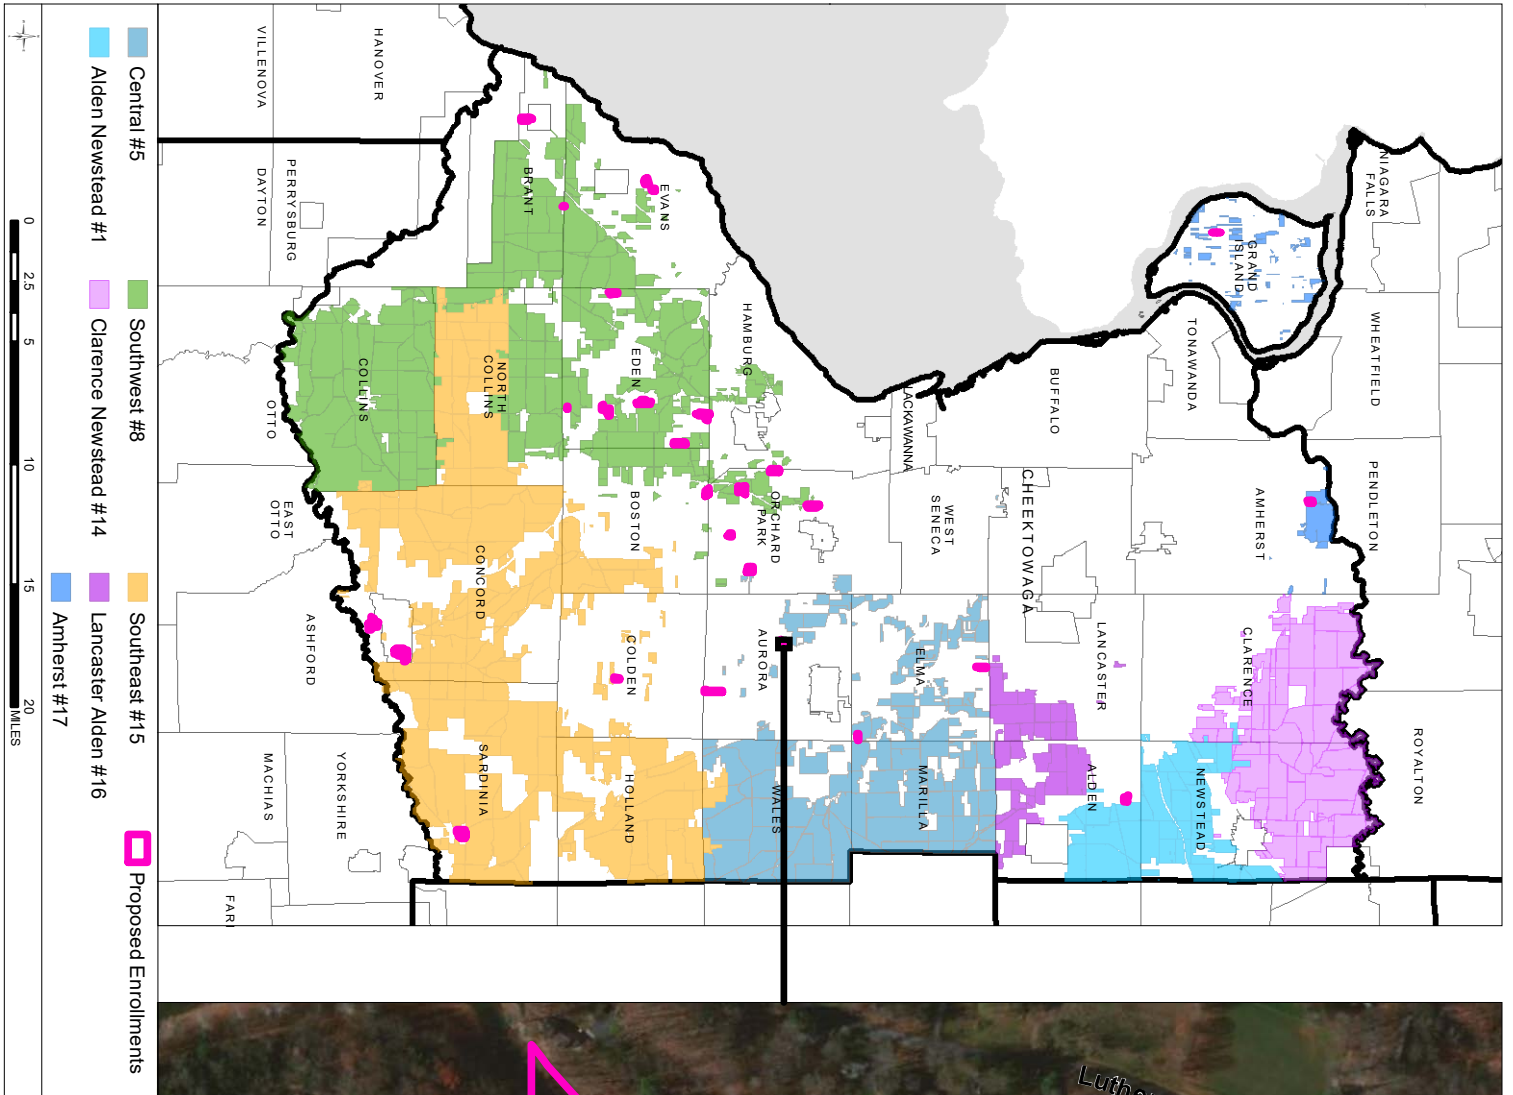 NIAGARA
FALLS
WHEATFIELD
PENDLETON
ROYALTON
GRAND
ISLAND
TONAWANDA
AMHERST
CLARENCE
NEWSTEAD
BUFFALO
CHEEKTOWAGA
LANCASTER
ALDEN
LACKAWANNA
WEST
SENECA
ELMA
MARILLA
HAMBURG
ORCHARD
PARK
AURORA
WALES
EVANS
EDEN
BOSTON
COLDEN
HOLLAND
BRANT
NORTH
COLLINS
CONCORD
SARDINIA
COLLINS
HANOVER
VILLENOVA
PERRYSBURG
DAYTON
OTTO
EAST
OTTO
ASHFORD
YORKSHIRE
MACHIAS
FARI
Central #5
Southwest #8
Southeast #15
Proposed Enrollments
Alden Newstead #1
Clarence Newstead #14
Lancaster Alden #16
Amherst #17
0 2.5 5 10 15 20
MILES